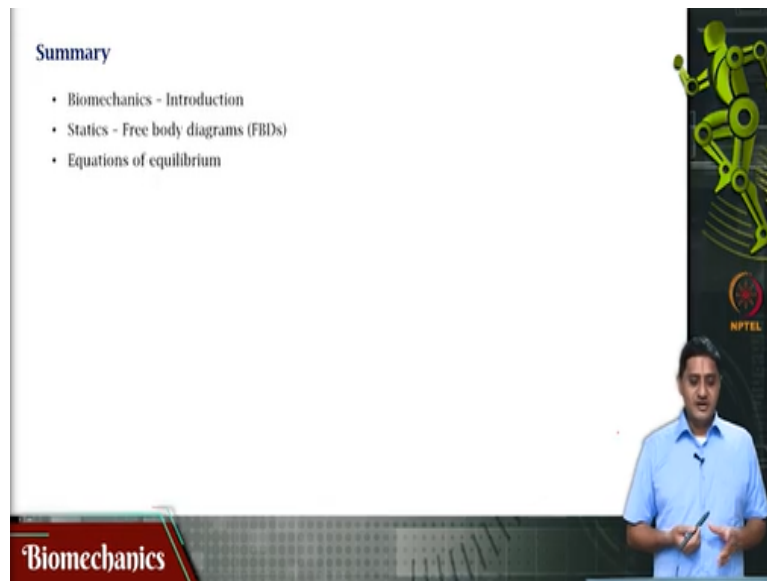 Summary
• Biomechanics - Introduction
• Statics - Free body diagrams (FBDs)
• Equations of equilibrium
NPTEL
Biomechanics